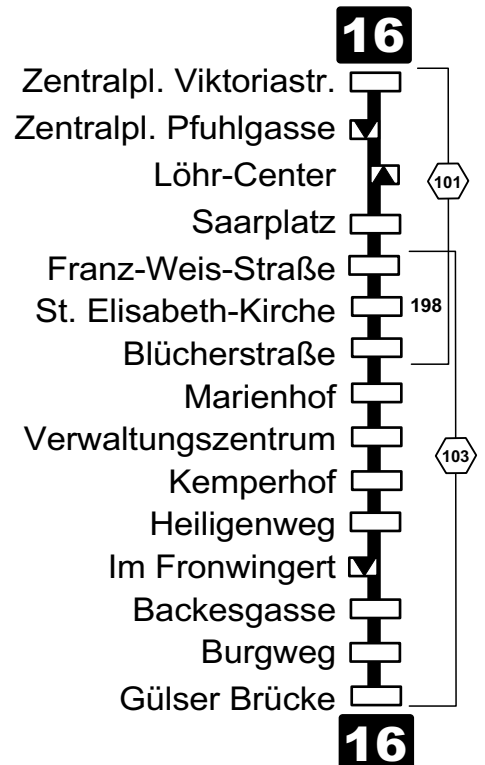 16
Zentralpl. Viktoriastr.
Zentralpl. Pfuhlgasse
Löhr-Center
101
Saarplatz
Franz-Weis-Straße
St. Elisabeth-Kirche 198
Blücherstraße
Marienhof
Verwaltungszentrum
103
Kemperhof
Heiligenweg
Im Fronwingert
Backesgasse
Burgweg
Gülser Brücke
16